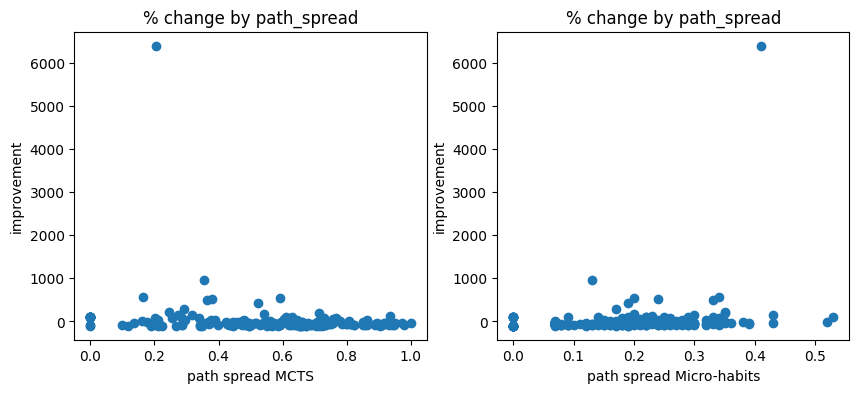 % change by path_spread
6000
5000
4000
3000
2000
1000
0
improvement
0.0 0.2 0.4 0.6 0.8 1.0
path spread MCTS
% change by path_spread
6000
5000
4000
3000
2000
1000
0
improvement
0.0 0.1 0.2 0.3 0.4 0.5
path spread Micro-habits